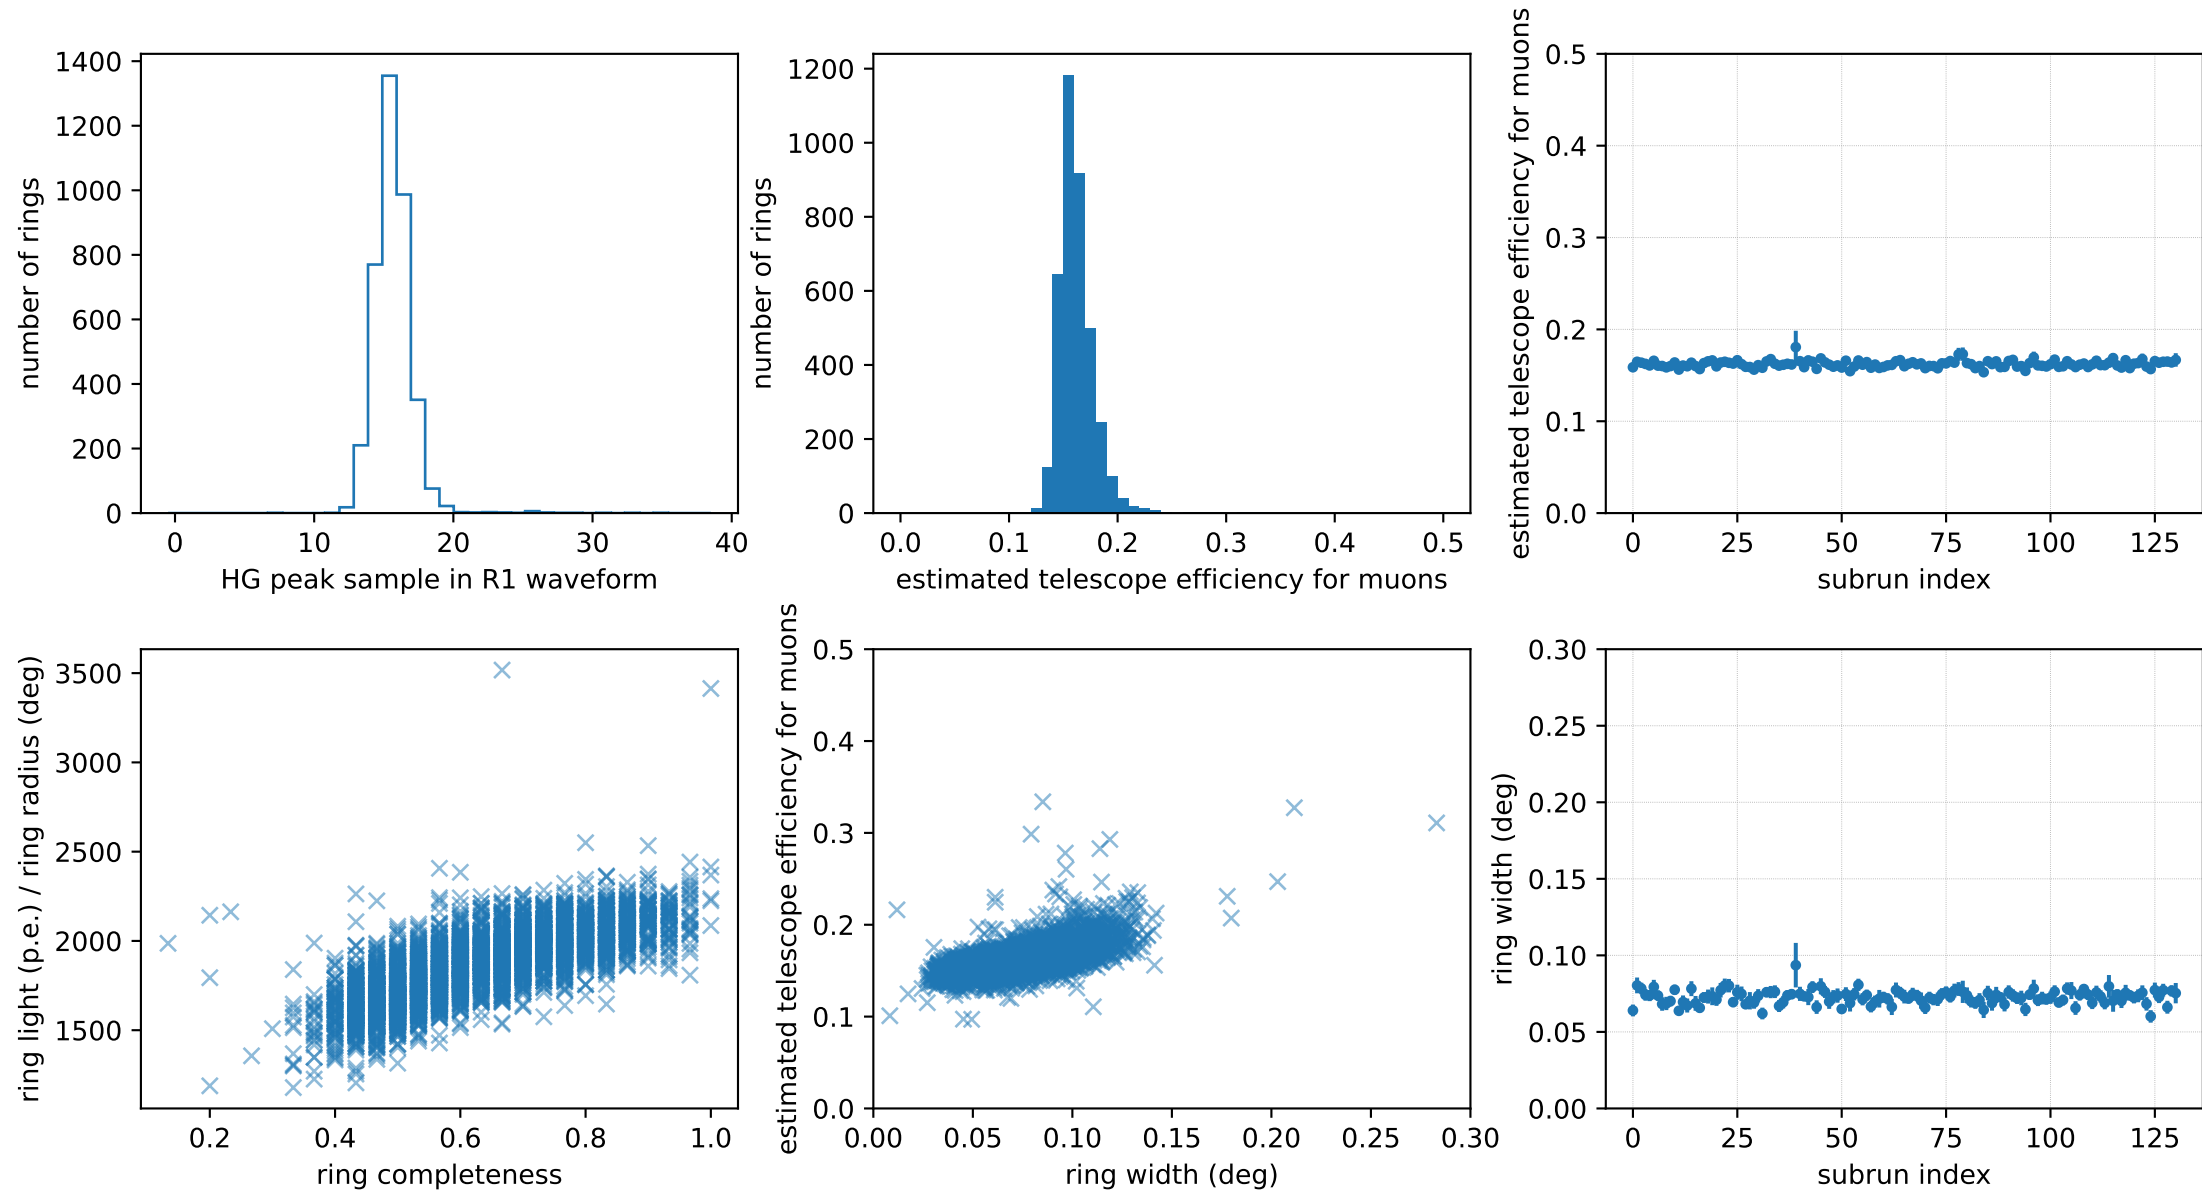 number of rings
1400
1200
1000
800
600
400
200
0
0 10 20 30 40
HG peak sample in R1 waveform
number of rings
1200
1000
800
600
400
200
0
0.0 0.1 0.2 0.3 0.4 0.5
estimated telescope efficiency for muons
estimated telescope efficiency for muons
0.5
0.4
0.3
0.2
0.1
0.0
0 25 50 75 100 125
subrun index
ring light (p.e.) / ring radius (deg)
3500
3000
2500
2000
1500
0.2 0.4 0.6 0.8 1.0
ring completeness
estimated telescope efficiency for muons
0.5
0.4
0.3
0.2
0.1
0.0
0.00 0.05 0.10 0.15 0.20 0.25 0.30
ring width (deg)
ring width (deg)
0.30
0.25
0.20
0.15
0.10
0.05
0.00
0 25 50 75 100 125
subrun index